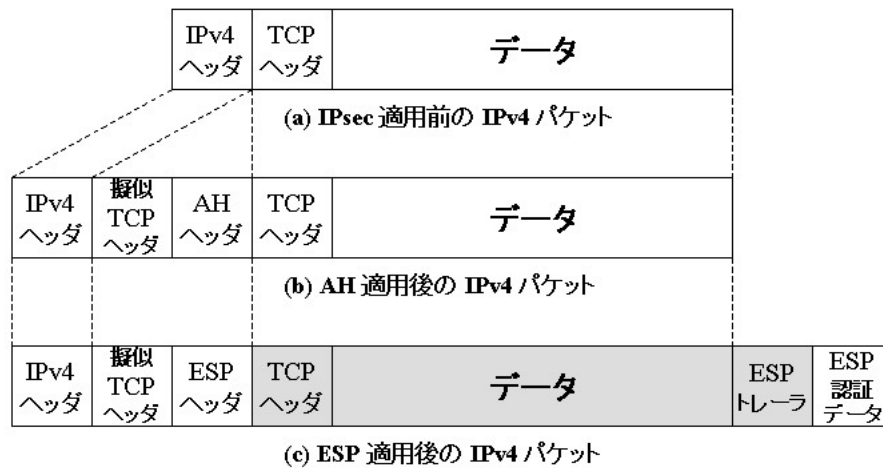 IPv4
ヘッダ
TCP
ヘッダ
データ
(a) IPsec 適用前の IPv4 パケット
IPv4
ヘッダ
擬似
TCP
ヘッダ
AH
ヘッダ
TCP
ヘッダ
データ
(b) AH 適用後の IPv4 パケット
IPv4
ヘッダ
擬似
TCP
ヘッダ
ESP
ヘッダ
TCP
ヘッダ
データ
ESP
トレーラ
ESP
認証
データ
(c) ESP 適用後の IPv4 パケット